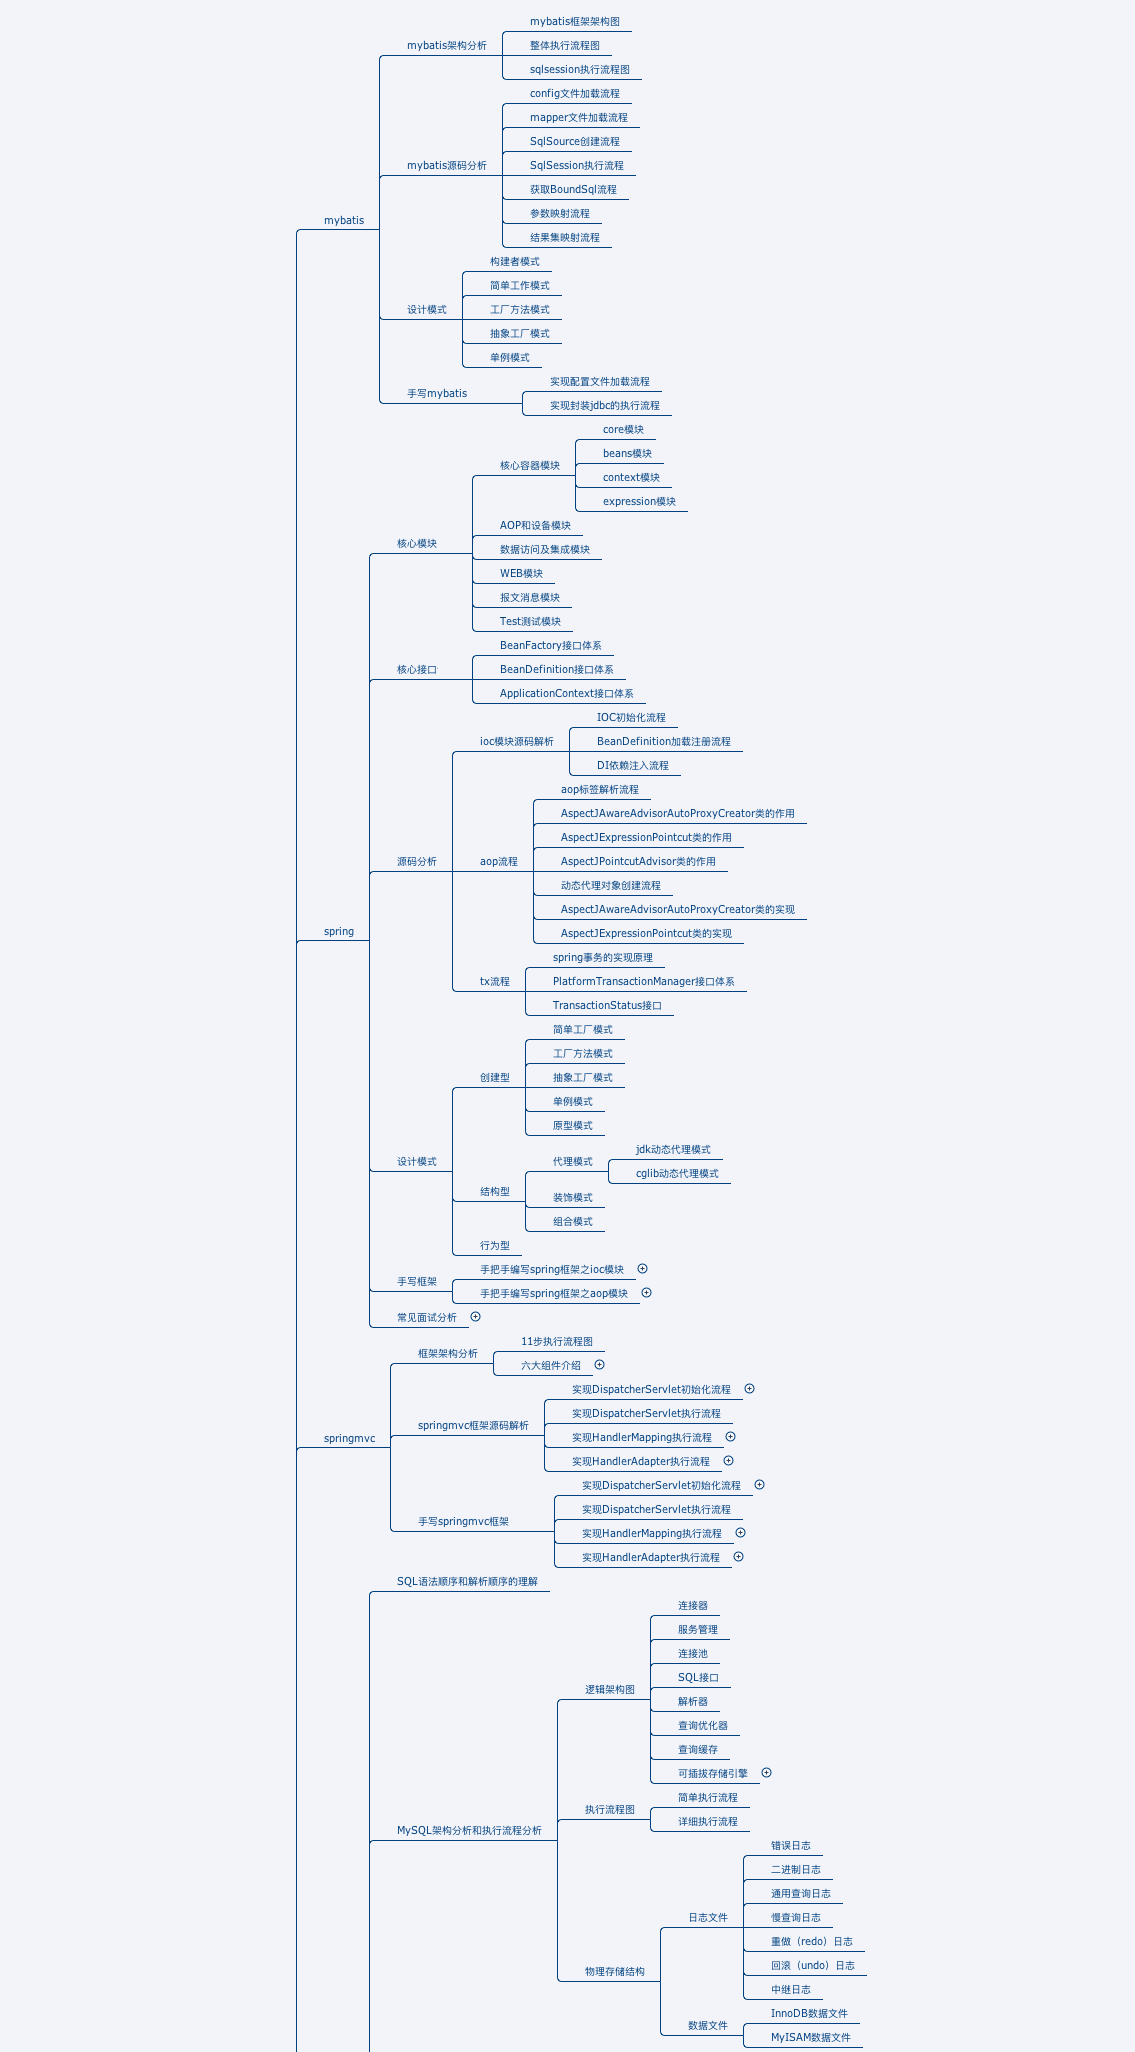 mybatis框架架构图
mybatis架构分析
整体执行流程图
sqlsession执行流程图
config文件加载流程
mapper文件加载流程
SqlSource创建流程
mybatis源码分析
SqlSession执行流程
获取BoundSql流程
参数映射流程
mybatis
结果集映射流程
构建者模式
简单工作模式
设计模式
工厂方法模式
抽象工厂模式
单例模式
实现配置文件加载流程
手写mybatis
实现封装jdbc的执行流程
core模块
beans模块
核心容器模块
context模块
expression模块
AOP和设备模块
核心模块
数据访问及集成模块
WEB模块
报文消息模块
Test测试模块
BeanFactory接口体系
核心接口
BeanDefinition接口体系
ApplicationContext接口体系
IOC初始化流程
ioc模块源码解析
BeanDefinition加载注册流程
DI依赖注入流程
aop标签解析流程
AspectJAwareAdvisorAutoProxyCreator类的作用
AspectJExpressionPointcut类的作用
源码分析
aop流程
AspectJPointcutAdvisor类的作用
动态代理对象创建流程
AspectJAwareAdvisorAutoProxyCreator类的实现
spring
AspectJExpressionPointcut类的实现
spring事务的实现原理
tx流程
PlatformTransactionManager接口体系
TransactionStatus接口
简单工厂模式
工厂方法模式
创建型
抽象工厂模式
单例模式
原型模式
jdk动态代理模式
设计模式
代理模式
cglib动态代理模式
结构型
装饰模式
组合模式
行为型
手把手编写spring框架之ioc模块
手写框架
手把手编写spring框架之aop模块
常见面试分析
11步执行流程图
框架架构分析
六大组件介绍
实现DispatcherServlet初始化流程
实现DispatcherServlet执行流程
springmvc框架源码解析
springmvc
实现HandlerMapping执行流程
实现HandlerAdapter执行流程
实现DispatcherServlet初始化流程
实现DispatcherServlet执行流程
手写springmvc框架
实现HandlerMapping执行流程
实现HandlerAdapter执行流程
SQL语法顺序和解析顺序的理解
连接器
服务管理
连接池
SQL接口
逻辑架构图
解析器
查询优化器
查询缓存
可插拔存储引擎
简单执行流程
执行流程图
详细执行流程
MySQL架构分析和执行流程分析
错误日志
二进制日志
通用查询日志
日志文件
慢查询日志
重做（redo）日志
回滚（undo）日志
物理存储结构
中继日志
InnoDB数据文件
数据文件
MyISAM数据文件